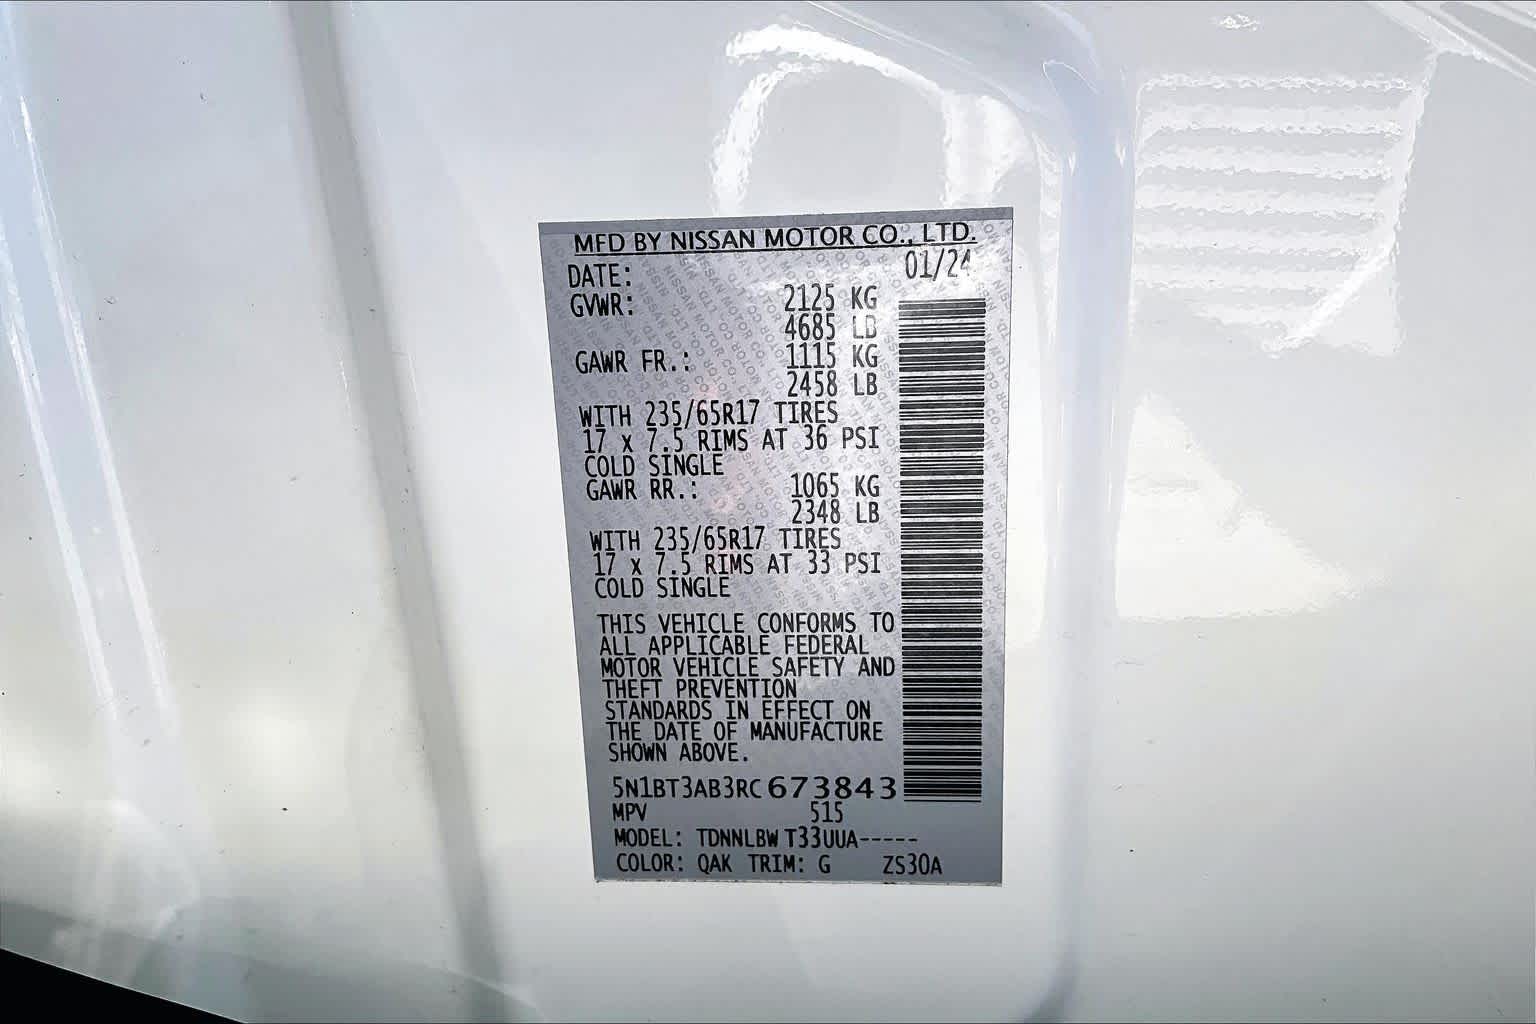 MFD BY NISSAN MOTOR CO., LTD.
DATE: 01/24
GVWR: 2125 KG
4685 LB
GAWR FR.: 1115 KG
2458 LB
WITH 235/65R17 TIRES
17 x 7.5 RIMS AT 36 PSI
COLD SINGLE
GAWR RR.: 1065 KG
2348 LB
WITH 235/65R17 TIRES
17 x 7.5 RIMS AT 33 PSI
COLD SINGLE
THIS VEHICLE CONFORMS TO
ALL APPLICABLE FEDERAL
MOTOR VEHICLE SAFETY AND
THEFT PREVENTION
STANDARDS IN EFFECT ON
THE DATE OF MANUFACTURE
SHOWN ABOVE.
5N1BT3AB3RC673843
MPV 515
MODEL: TDNNLBW T33UUA-----
COLOR: QAK TRIM: G ZS30A